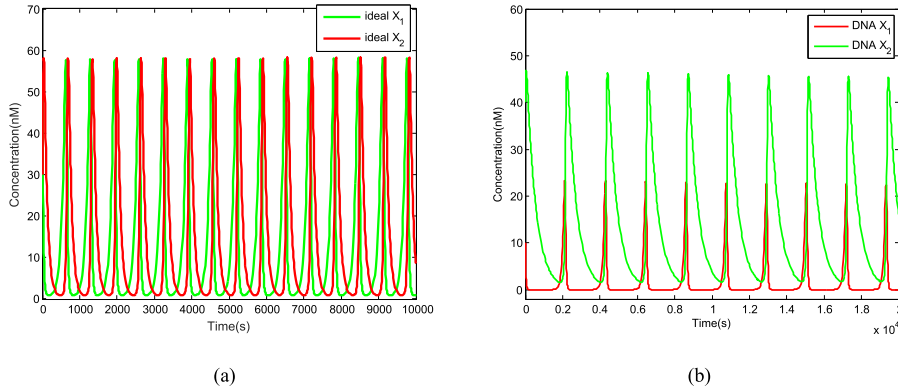 ideal X1
ideal X2
70
60
50
40
30
20
10
0
Concentration(nM)
0 1000 2000 3000 4000 5000 6000 7000 8000 9000 10000
Time(s)
(a)
DNA X1
DNA X2
60
50
40
30
20
10
0
Concentration(nM)
0 0.2 0.4 0.6 0.8 1 1.2 1.4 1.6 1.8 2
Time(s)
x 10^4
(b)